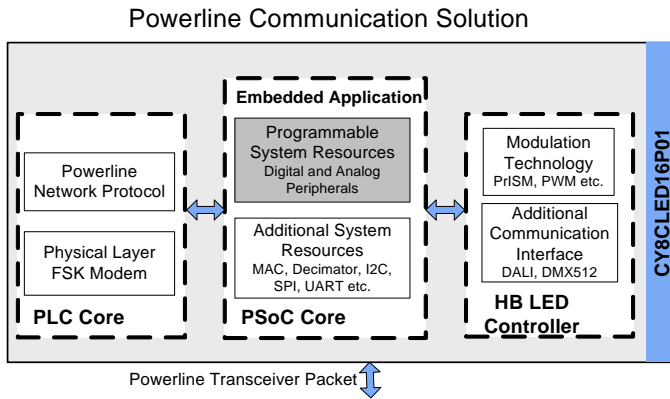 Powerline Communication Solution
Embedded Application
Programmable
System Resources
Digital and Analog
Peripherals
Additional System
Resources
MAC, Decimator, I2C,
SPI, UART etc.
PSoC Core
Powerline
Network Protocol
Physical Layer
FSK Modem
PLC Core
Modulation
Technology
PrISM, PWM etc.
Additional
Communication
Interface
DALI, DMX512
HB LED
Controller
CY8CLED16P01
Powerline Transceiver Packet